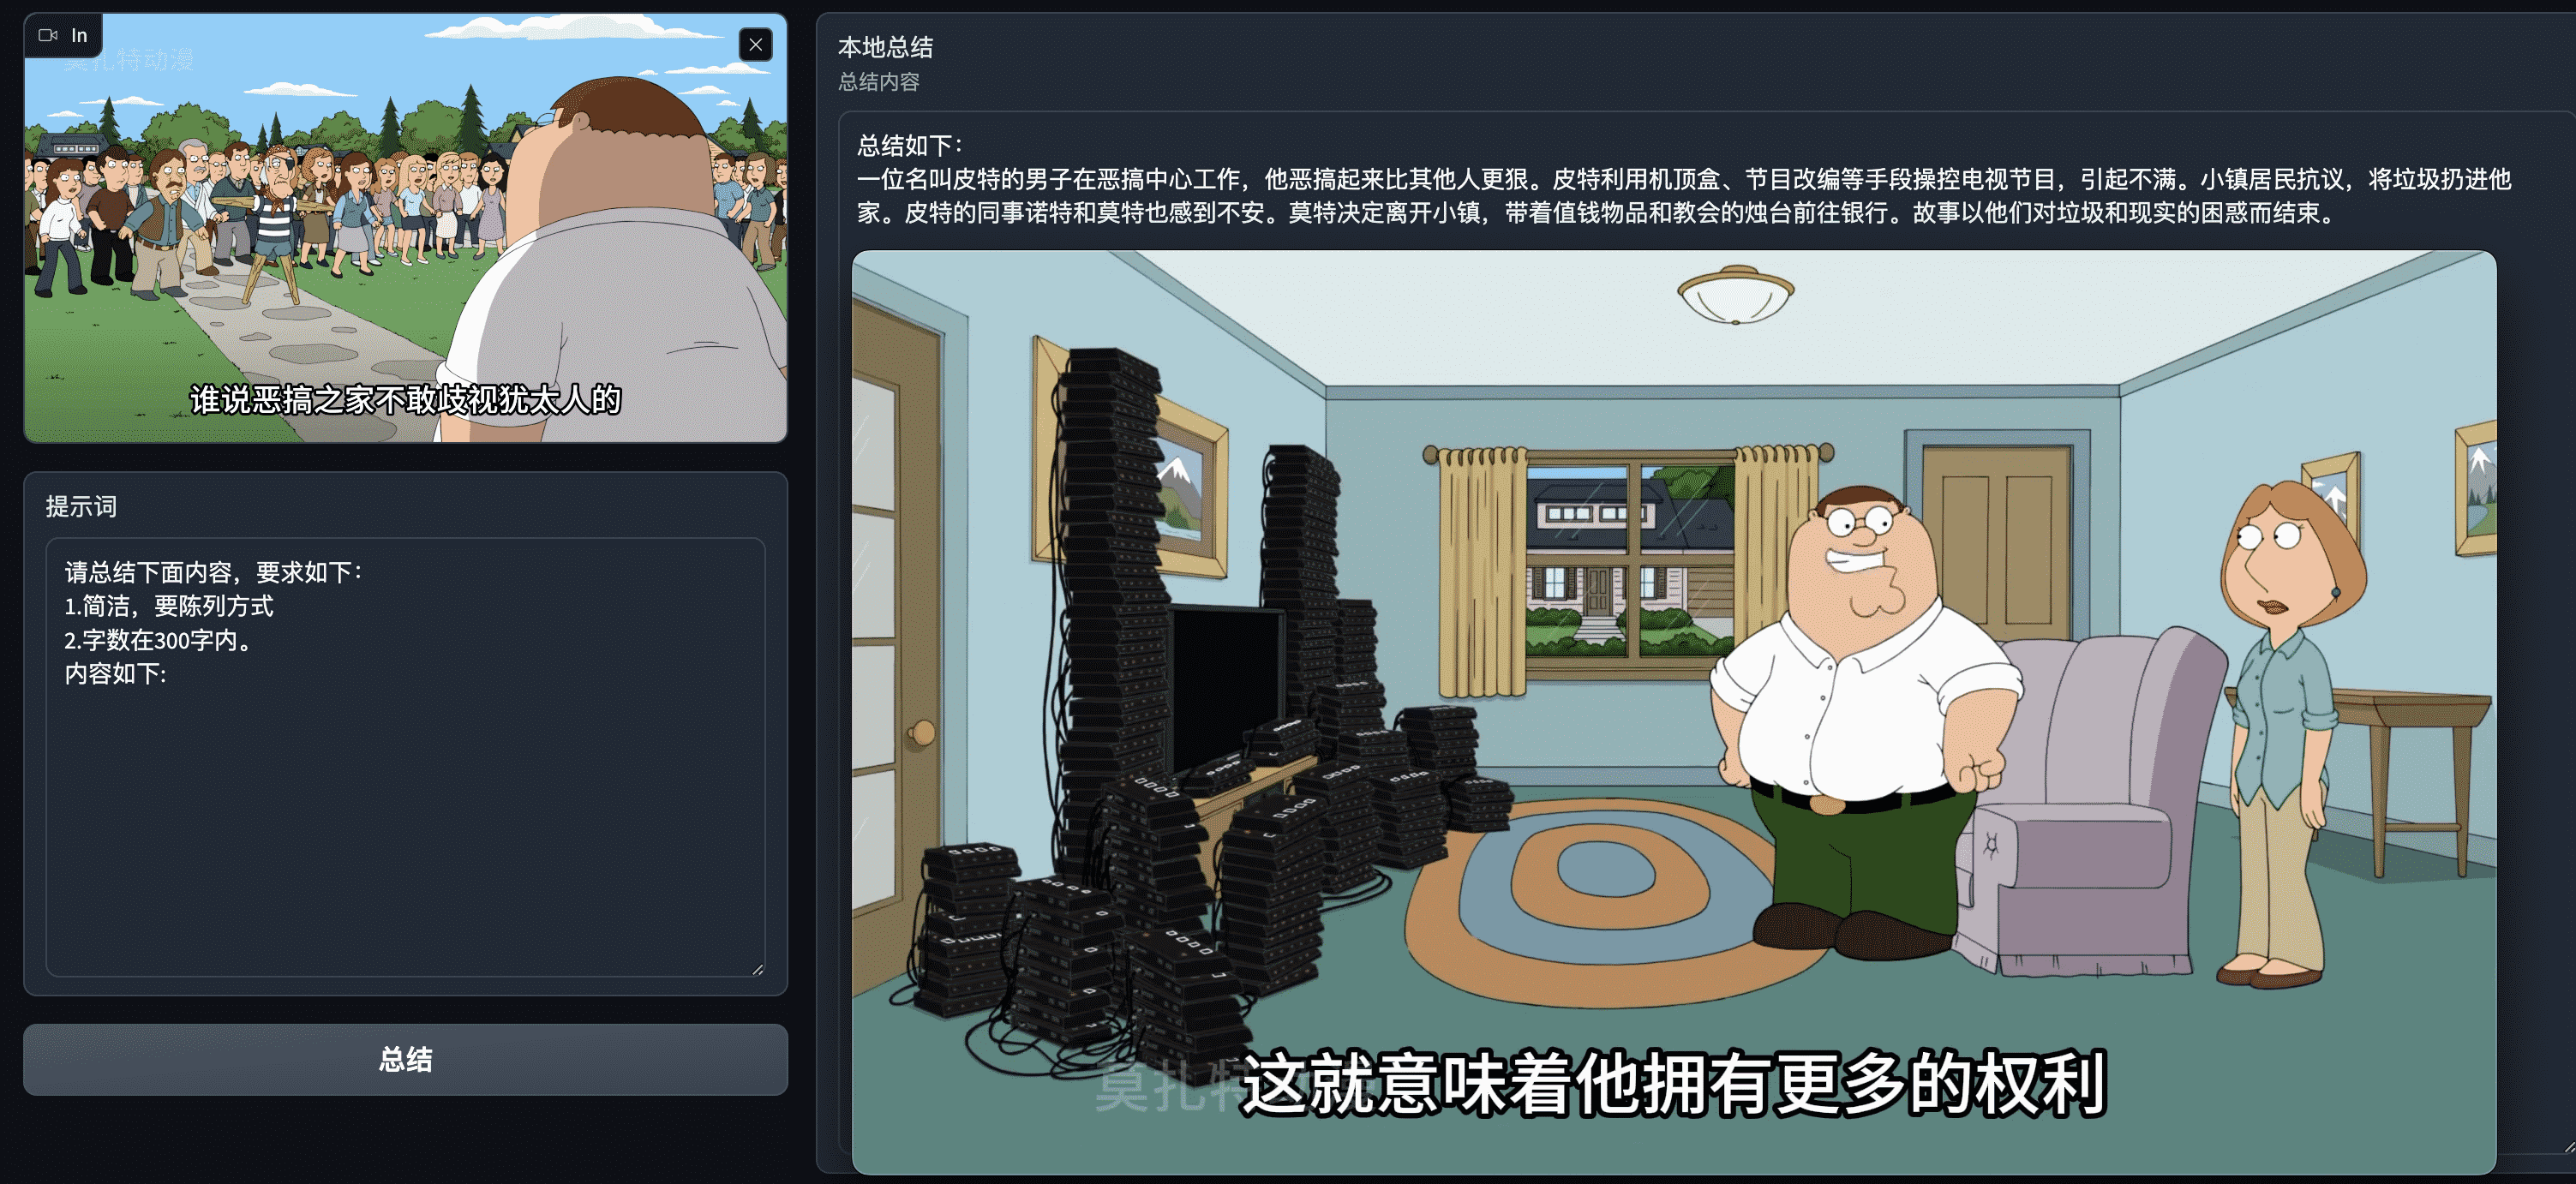 In
莫扎特动漫
谁说恶搞之家不敢歧视犹太人的
提示词
请总结下面内容，要求如下：
1.简洁，要陈列方式
2.字数在300字内。
内容如下:
总结
本地总结
总结内容
总结如下：
一位名叫皮特的男子在恶搞中心工作，他恶搞起来比其他人更狠。皮特利用机顶盒、节目改编等手段操控电视节目，引起不满。小镇居民抗议，将垃圾扔进他
家。皮特的同事诺特和莫特也感到不安。莫特决定离开小镇，带着值钱物品和教会的烛台前往银行。故事以他们对垃圾和现实的困惑而结束。
莫扎特
这就意味着他拥有更多的权利